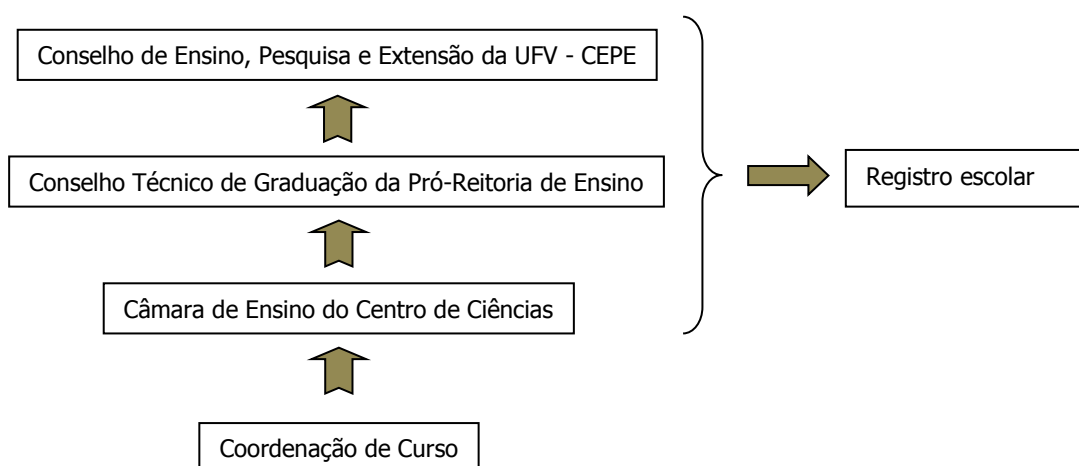 Conselho de Ensino, Pesquisa e Extensão da UFV - CEPE
Conselho Técnico de Graduação da Pró-Reitoria de Ensino
Registro escolar
Câmara de Ensino do Centro de Ciências
Coordenação de Curso